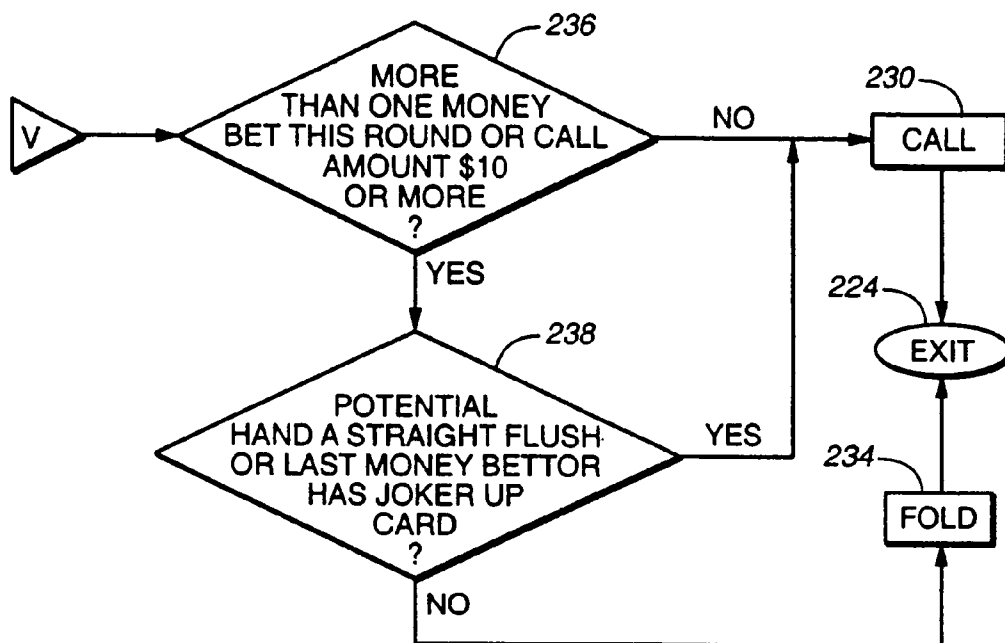 236
MORE
THAN ONE MONEY
BET THIS ROUND OR CALL
AMOUNT $10
OR MORE
?
V
NO
230
CALL
YES
224
EXIT
238
POTENTIAL
HAND A STRAIGHT FLUSH
OR LAST MONEY BETTOR
HAS JOKER UP
CARD
?
YES
234
FOLD
NO